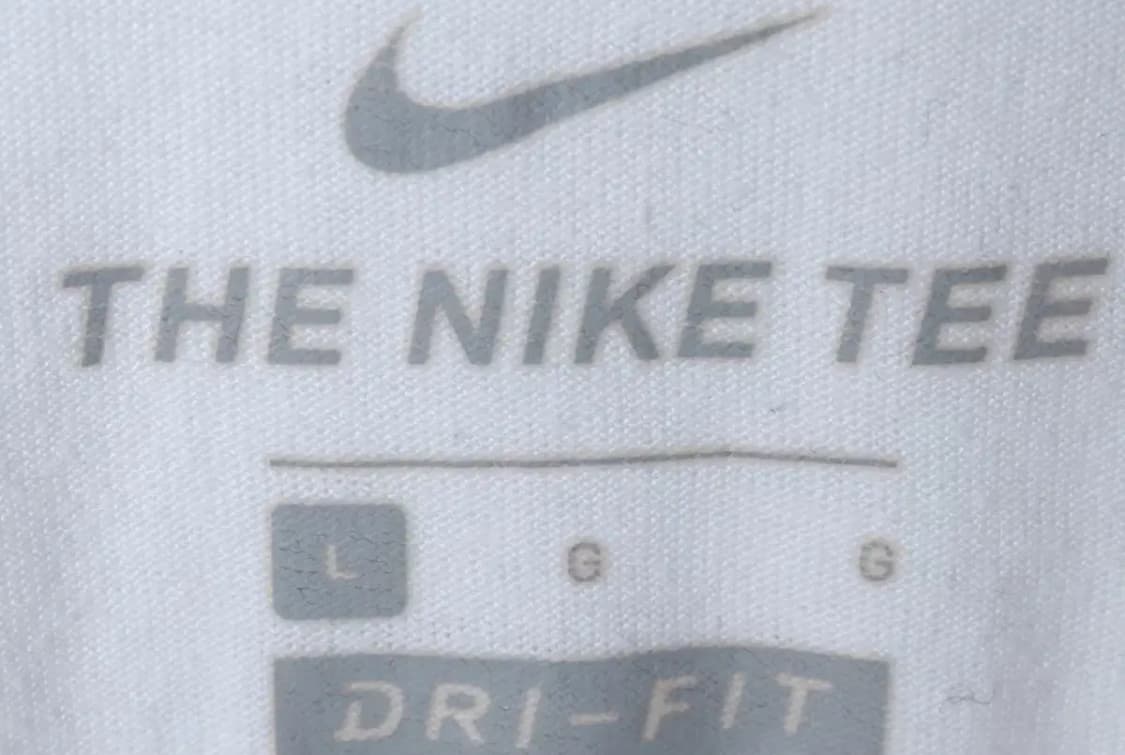 THE NIKE TEE
L G G
DRI-FIT